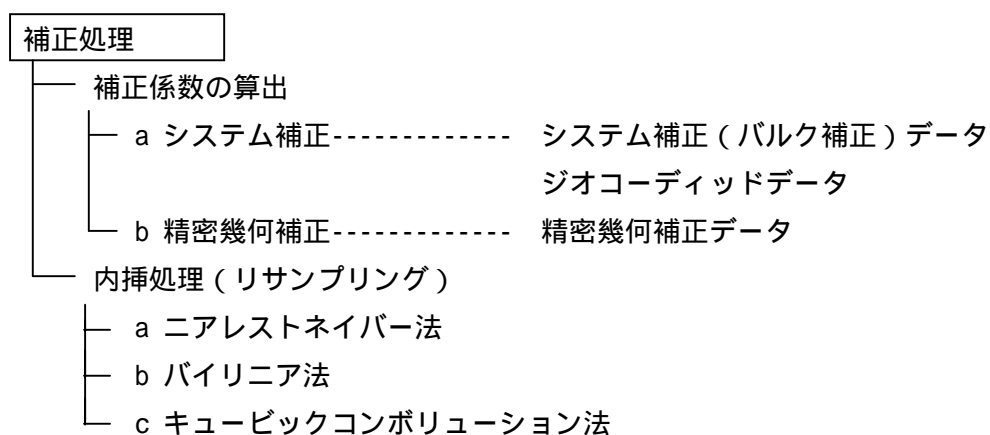 補正処理
補正係数の算出
a システム補正------------- システム補正（バルク補正）データ
ジオコーディッドデータ
b 精密幾何補正------------- 精密幾何補正データ
内挿処理（リサンプリング）
a ニアレストネイバー法
b バイリニア法
c キュービックコンボリューション法